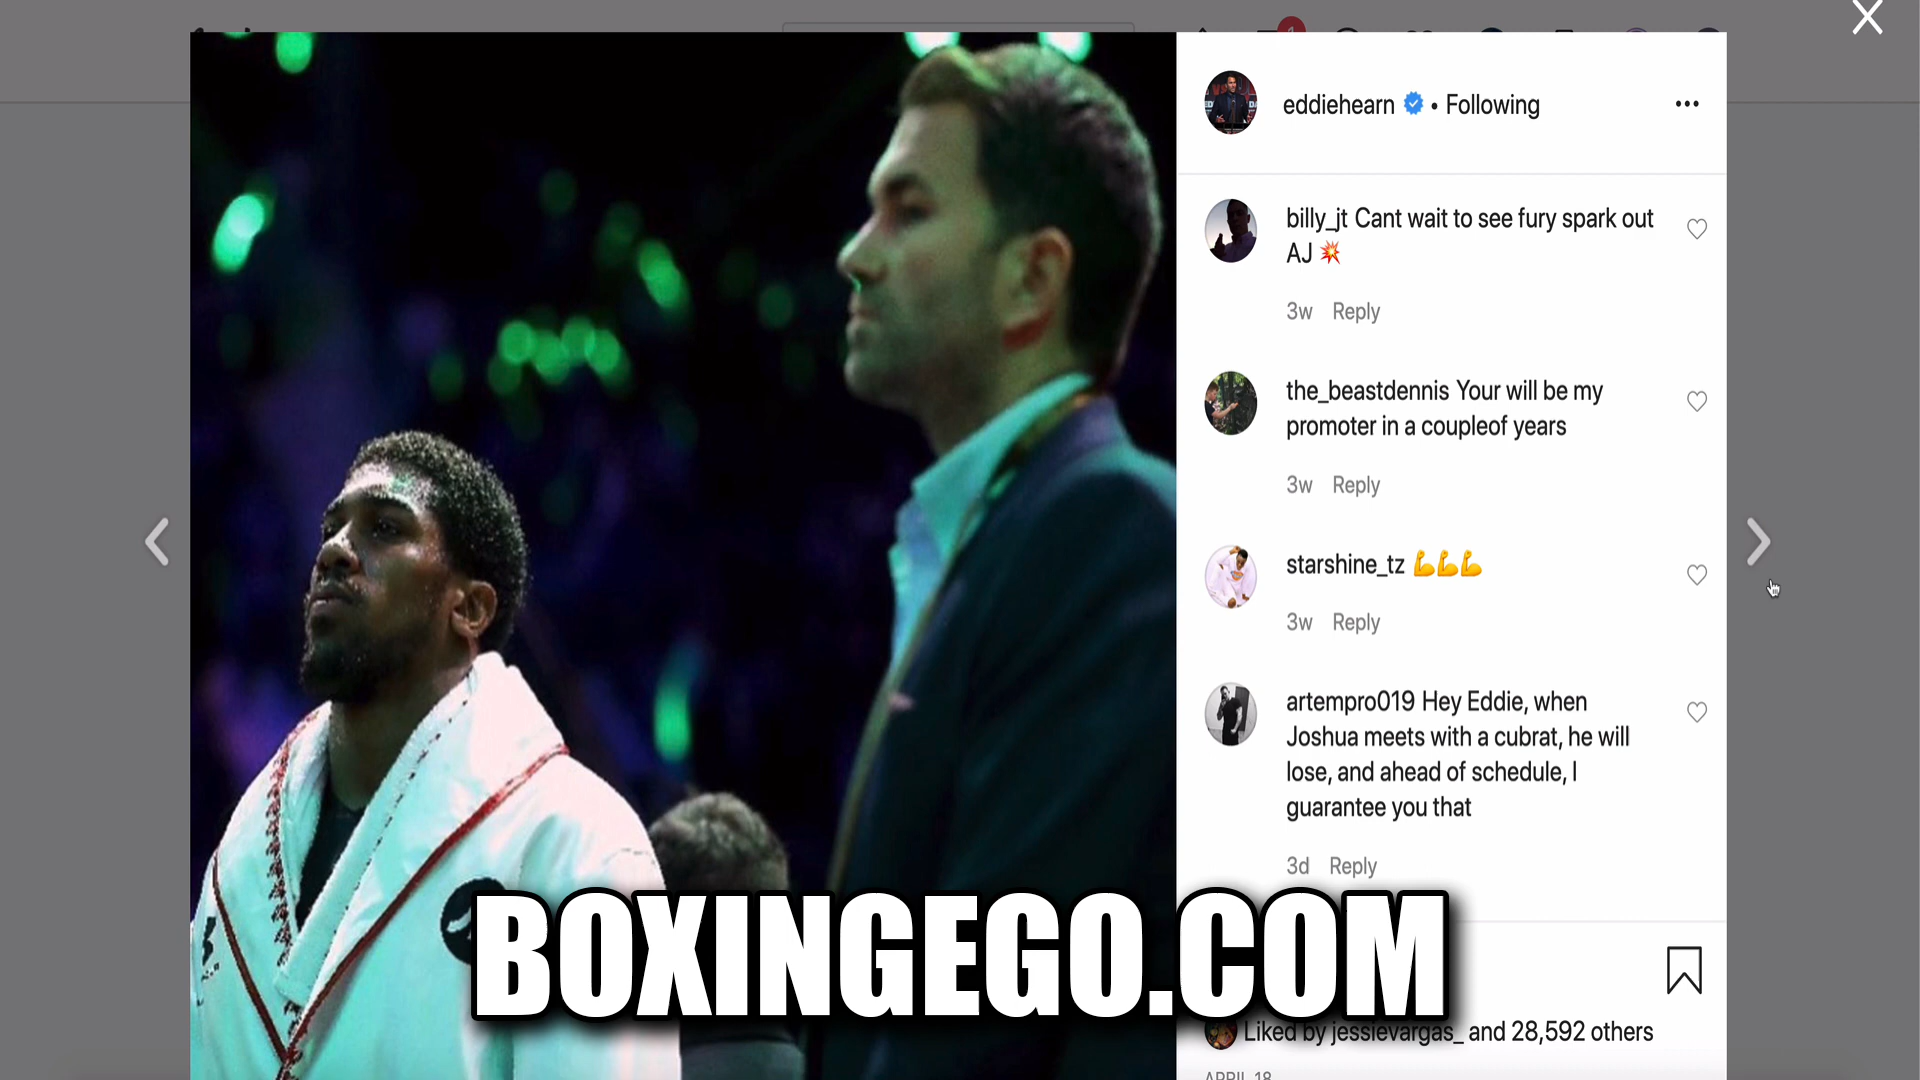 eddiehearn • Following
billy_jt Cant wait to see fury spark out
AJ 💥
3w Reply
the_beastdennis Your will be my
promoter in a coupleof years
3w Reply
starshine_tz 💪💪💪
3w Reply
artempro019 Hey Eddie, when
Joshua meets with a cubrat, he will
lose, and ahead of schedule, I
guarantee you that
3d Reply
BOXINGEGO.COM
Liked by jessievargas_ and 28,592 others
APRIL 18